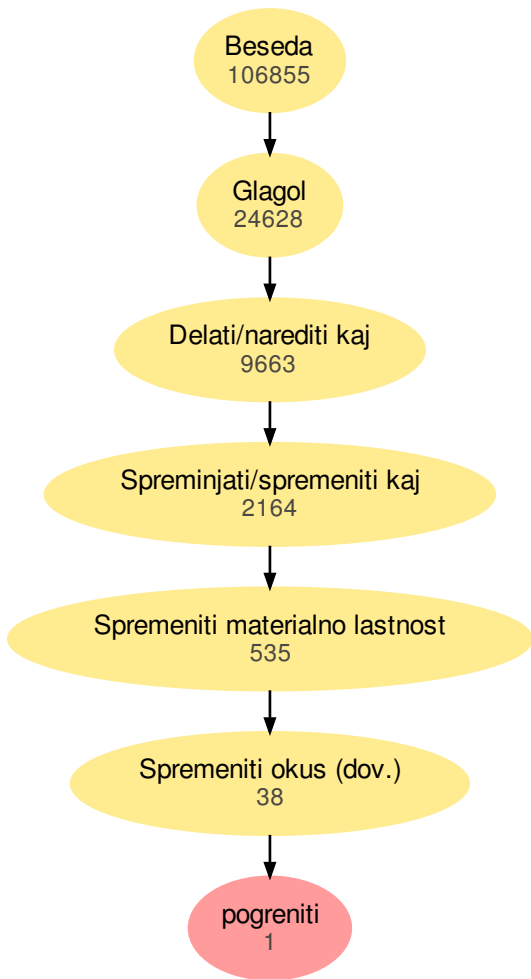 Beseda
106855
Glagol
24628
Delati/narediti kaj
9663
Spreminjati/spremeniti kaj
2164
Spremeniti materialno lastnost
535
Spremeniti okus (dov.)
38
pogreniti
1